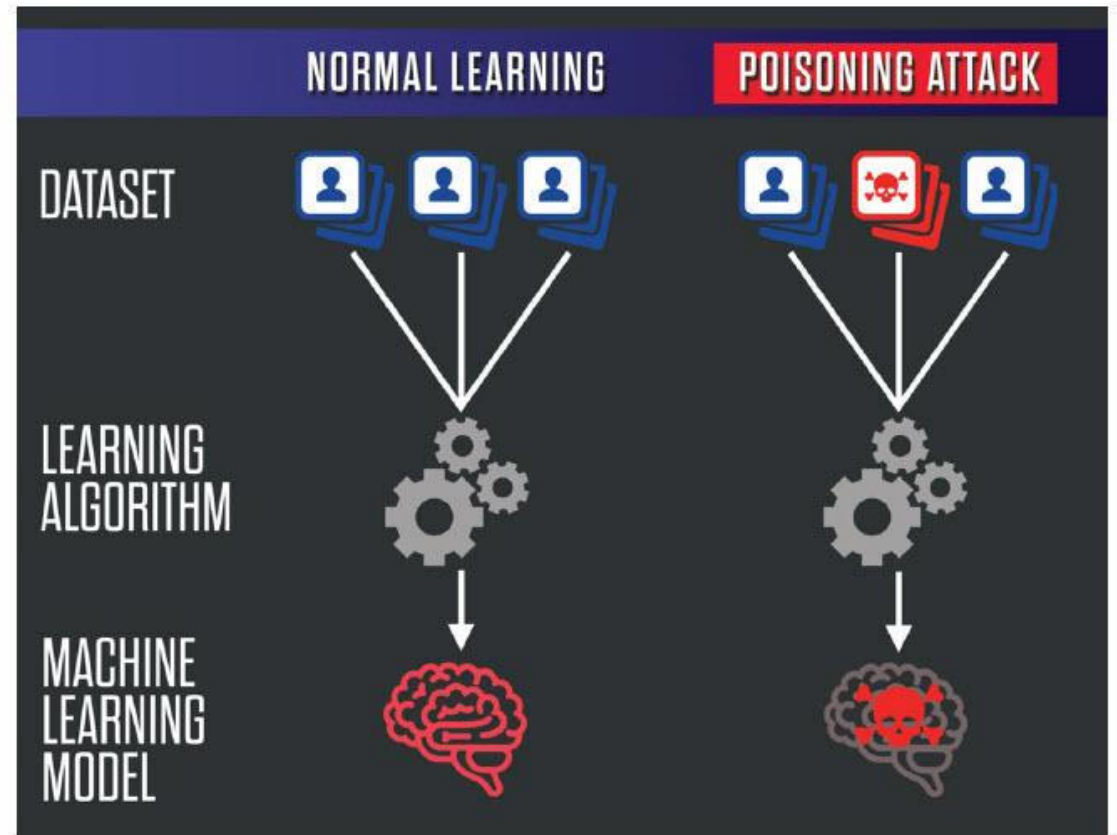 NORMAL LEARNING
POISONING ATTACK
DATASET
LEARNING
ALGORITHM
MACHINE
LEARNING
MODEL